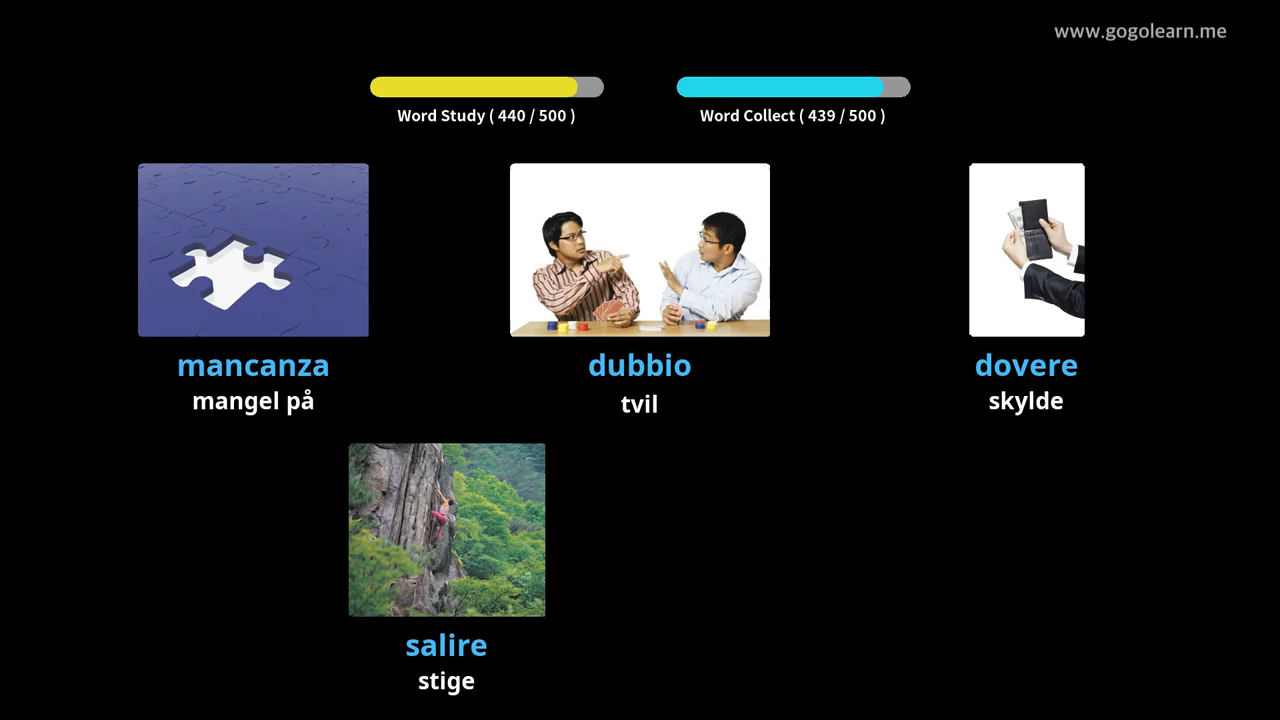 www.gogolearn.me
Word Study ( 440 / 500 )
Word Collect ( 439 / 500 )
mancanza
mangel på
dubbio
tvil
dovere
skylde
salire
stige